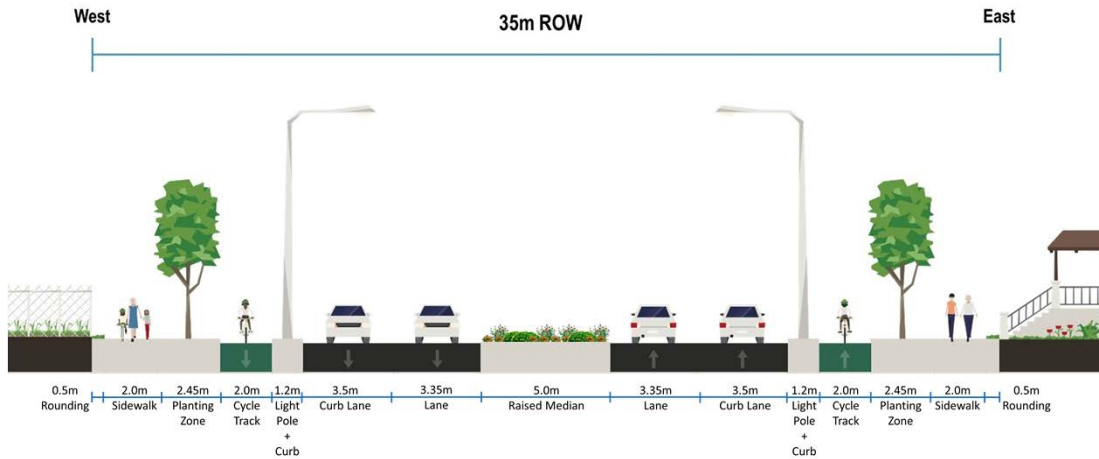 West
35m ROW
East
0.5m
Rounding
2.0m
Sidewalk
2.45m
Planting
Zone
2.0m
Cycle
Track
1.2m
Light
Pole
+
Curb
3.5m
Curb Lane
3.35m
Lane
5.0m
Raised Median
3.35m
Lane
3.5m
Curb Lane
1.2m
Light
Pole
+
Curb
2.0m
Cycle
Track
2.45m
Planting
Zone
2.0m
Sidewalk
0.5m
Rounding